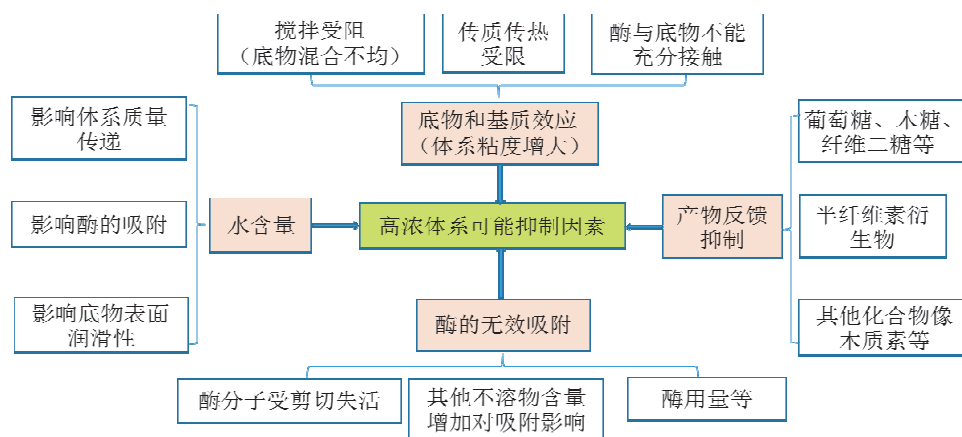 搅拌受阻
（底物混合不均）
传质传热
受限
酶与底物不能
充分接触
底物和基质效应
（体系粘度增人）
影响体系质量
传递
影响酶的吸附
影响底物表面
润滑性
水含量
高浓体系可能抑制因素
产物反馈
抑制
葡萄糖、木糖、
纤维二糖等
半纤维素衍
生物
其他化合物像
木质素等
酶的无效吸附
酶分子受剪切失活
其他不溶物含量
增加对吸附影响
酶用量等